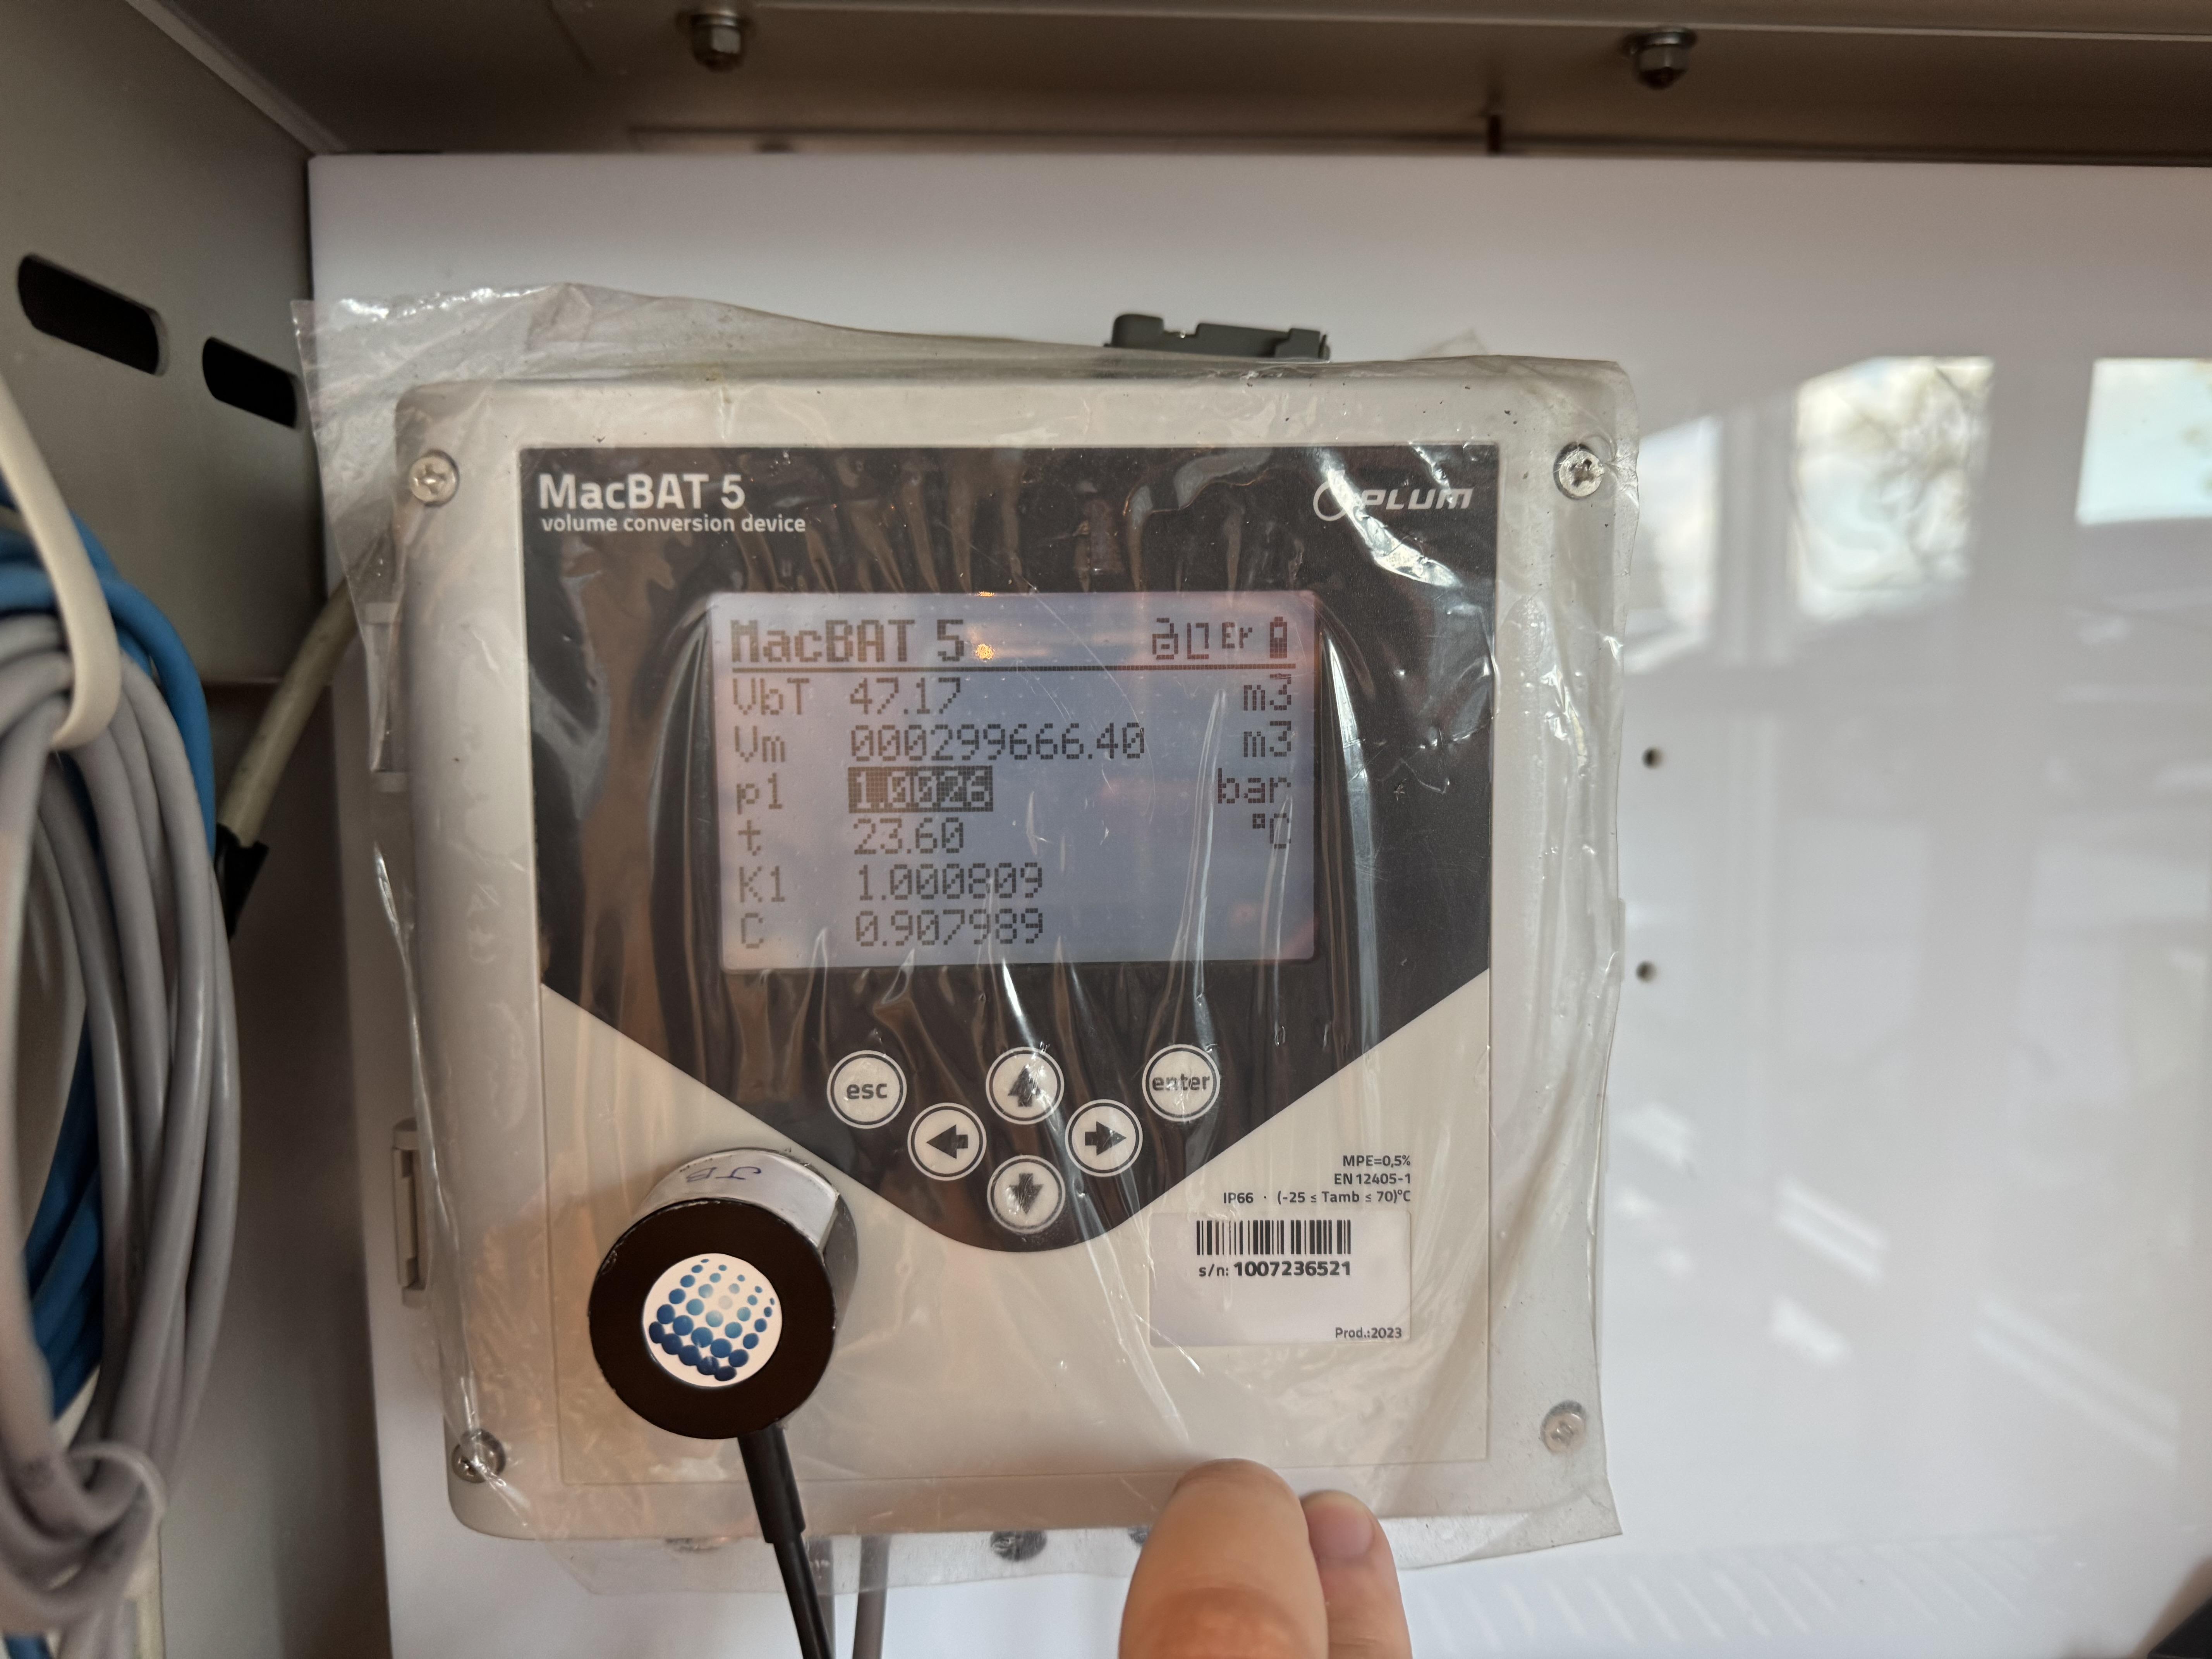 MacBAT 5
volume conversion device
PLUM
MacBAT 5 Er
VbT 47.17 m3
Vm 000299666.40 m3
p1 1.0026 bar
t 23.60 °C
K1 1.000809
C 0.907989
esc
enter
MPE=0,5%
EN 12405-1
IP66 · (-25 ≤ Tamb ≤ 70)°C
s/n: 1007236521
Prod.:2023
JB